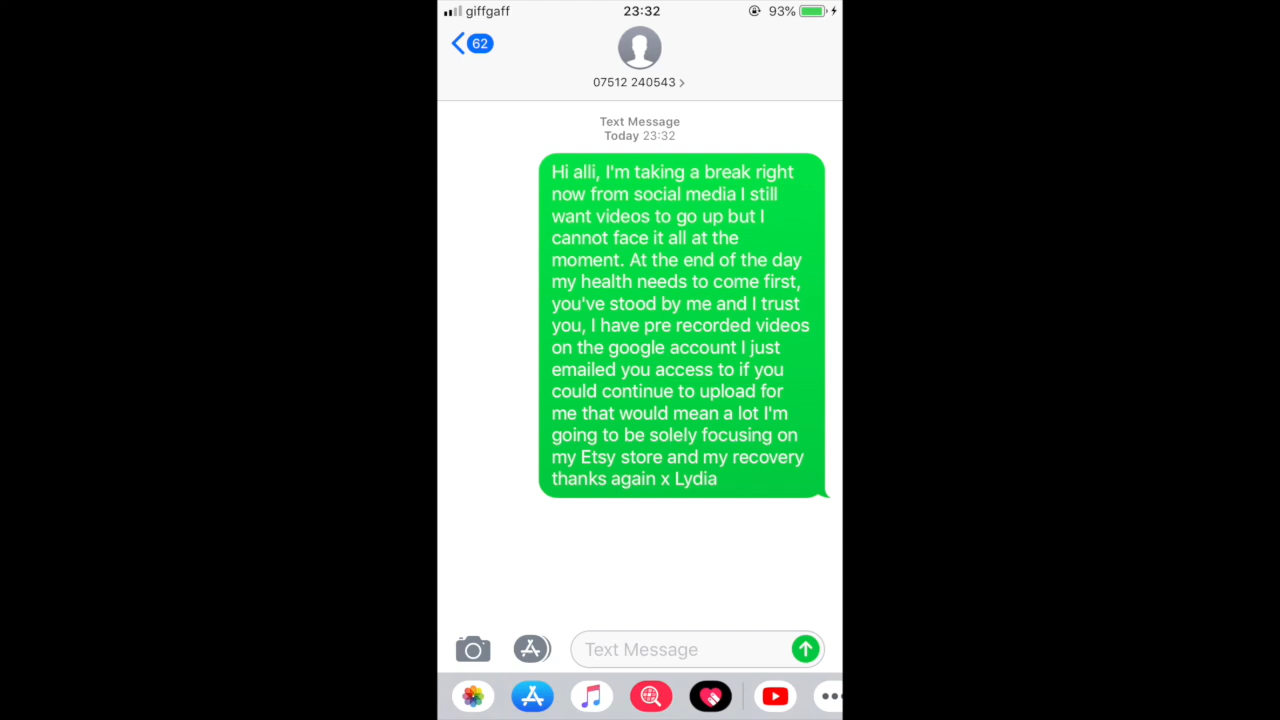 giffgaff 23:32 93%
62
07512 240543
Text Message
Today 23:32
Hi alli, I'm taking a break right
now from social media I still
want videos to go up but I
cannot face it all at the
moment. At the end of the day
my health needs to come first,
you've stood by me and I trust
you, I have pre recorded videos
on the google account I just
emailed you access to if you
could continue to upload for
me that would mean a lot I'm
going to be solely focusing on
my Etsy store and my recovery
thanks again x Lydia
Text Message